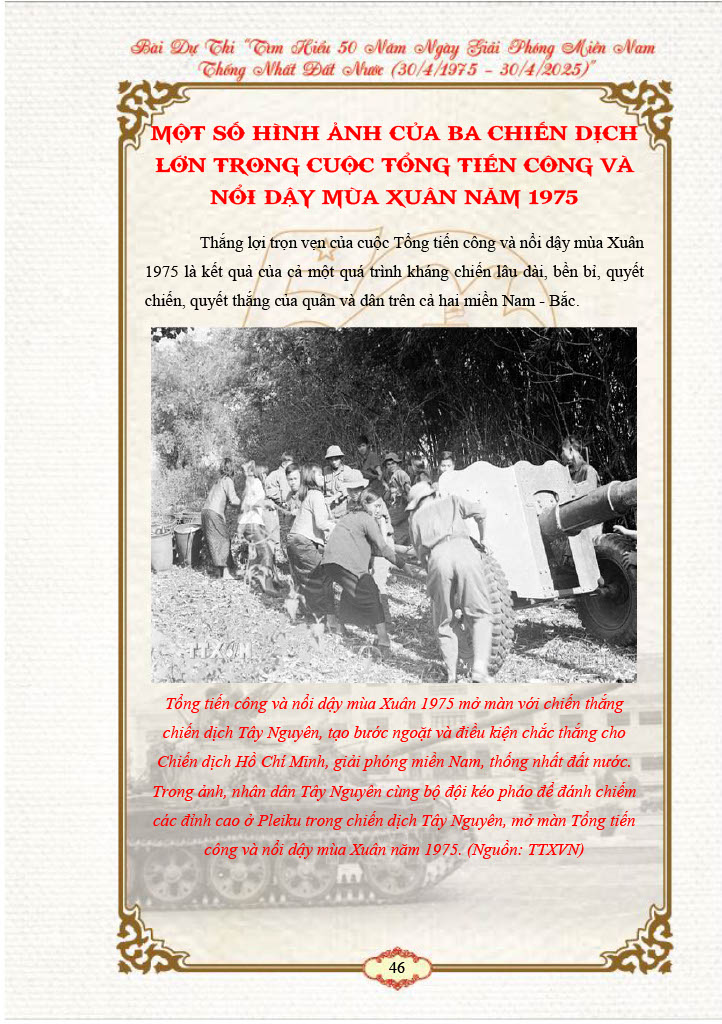 Bài Dự Thi "Tìm Hiểu 50 Năm Ngày Giải Phóng Miền Nam
Thống Nhất Đất Nước (30/4/1975 – 30/4/2025)"
MỘT SỐ HÌNH ẢNH CỦA BA CHIẾN DỊCH
LỚN TRONG CUỘC TỔNG TIẾN CÔNG VÀ
NỔI DẬY MÙA XUÂN NĂM 1975
Thắng lợi trọn vẹn của cuộc Tổng tiến công và nổi dậy mùa Xuân
1975 là kết quả của cả một quá trình kháng chiến lâu dài, bền bỉ, quyết
chiến, quyết thắng của quân và dân trên cả hai miền Nam - Bắc.
TTXVN
Tổng tiến công và nổi dậy mùa Xuân 1975 mở màn với chiến thắng
chiến dịch Tây Nguyên, tạo bước ngoặt và điều kiện chắc thắng cho
Chiến dịch Hồ Chí Minh, giải phóng miền Nam, thống nhất đất nước.
Trong ảnh, nhân dân Tây Nguyên cùng bộ đội kéo pháo để đánh chiếm
các đỉnh cao ở Pleiku trong chiến dịch Tây Nguyên, mở màn Tổng tiến
công và nổi dậy mùa Xuân năm 1975. (Nguồn: TTXVN)
46